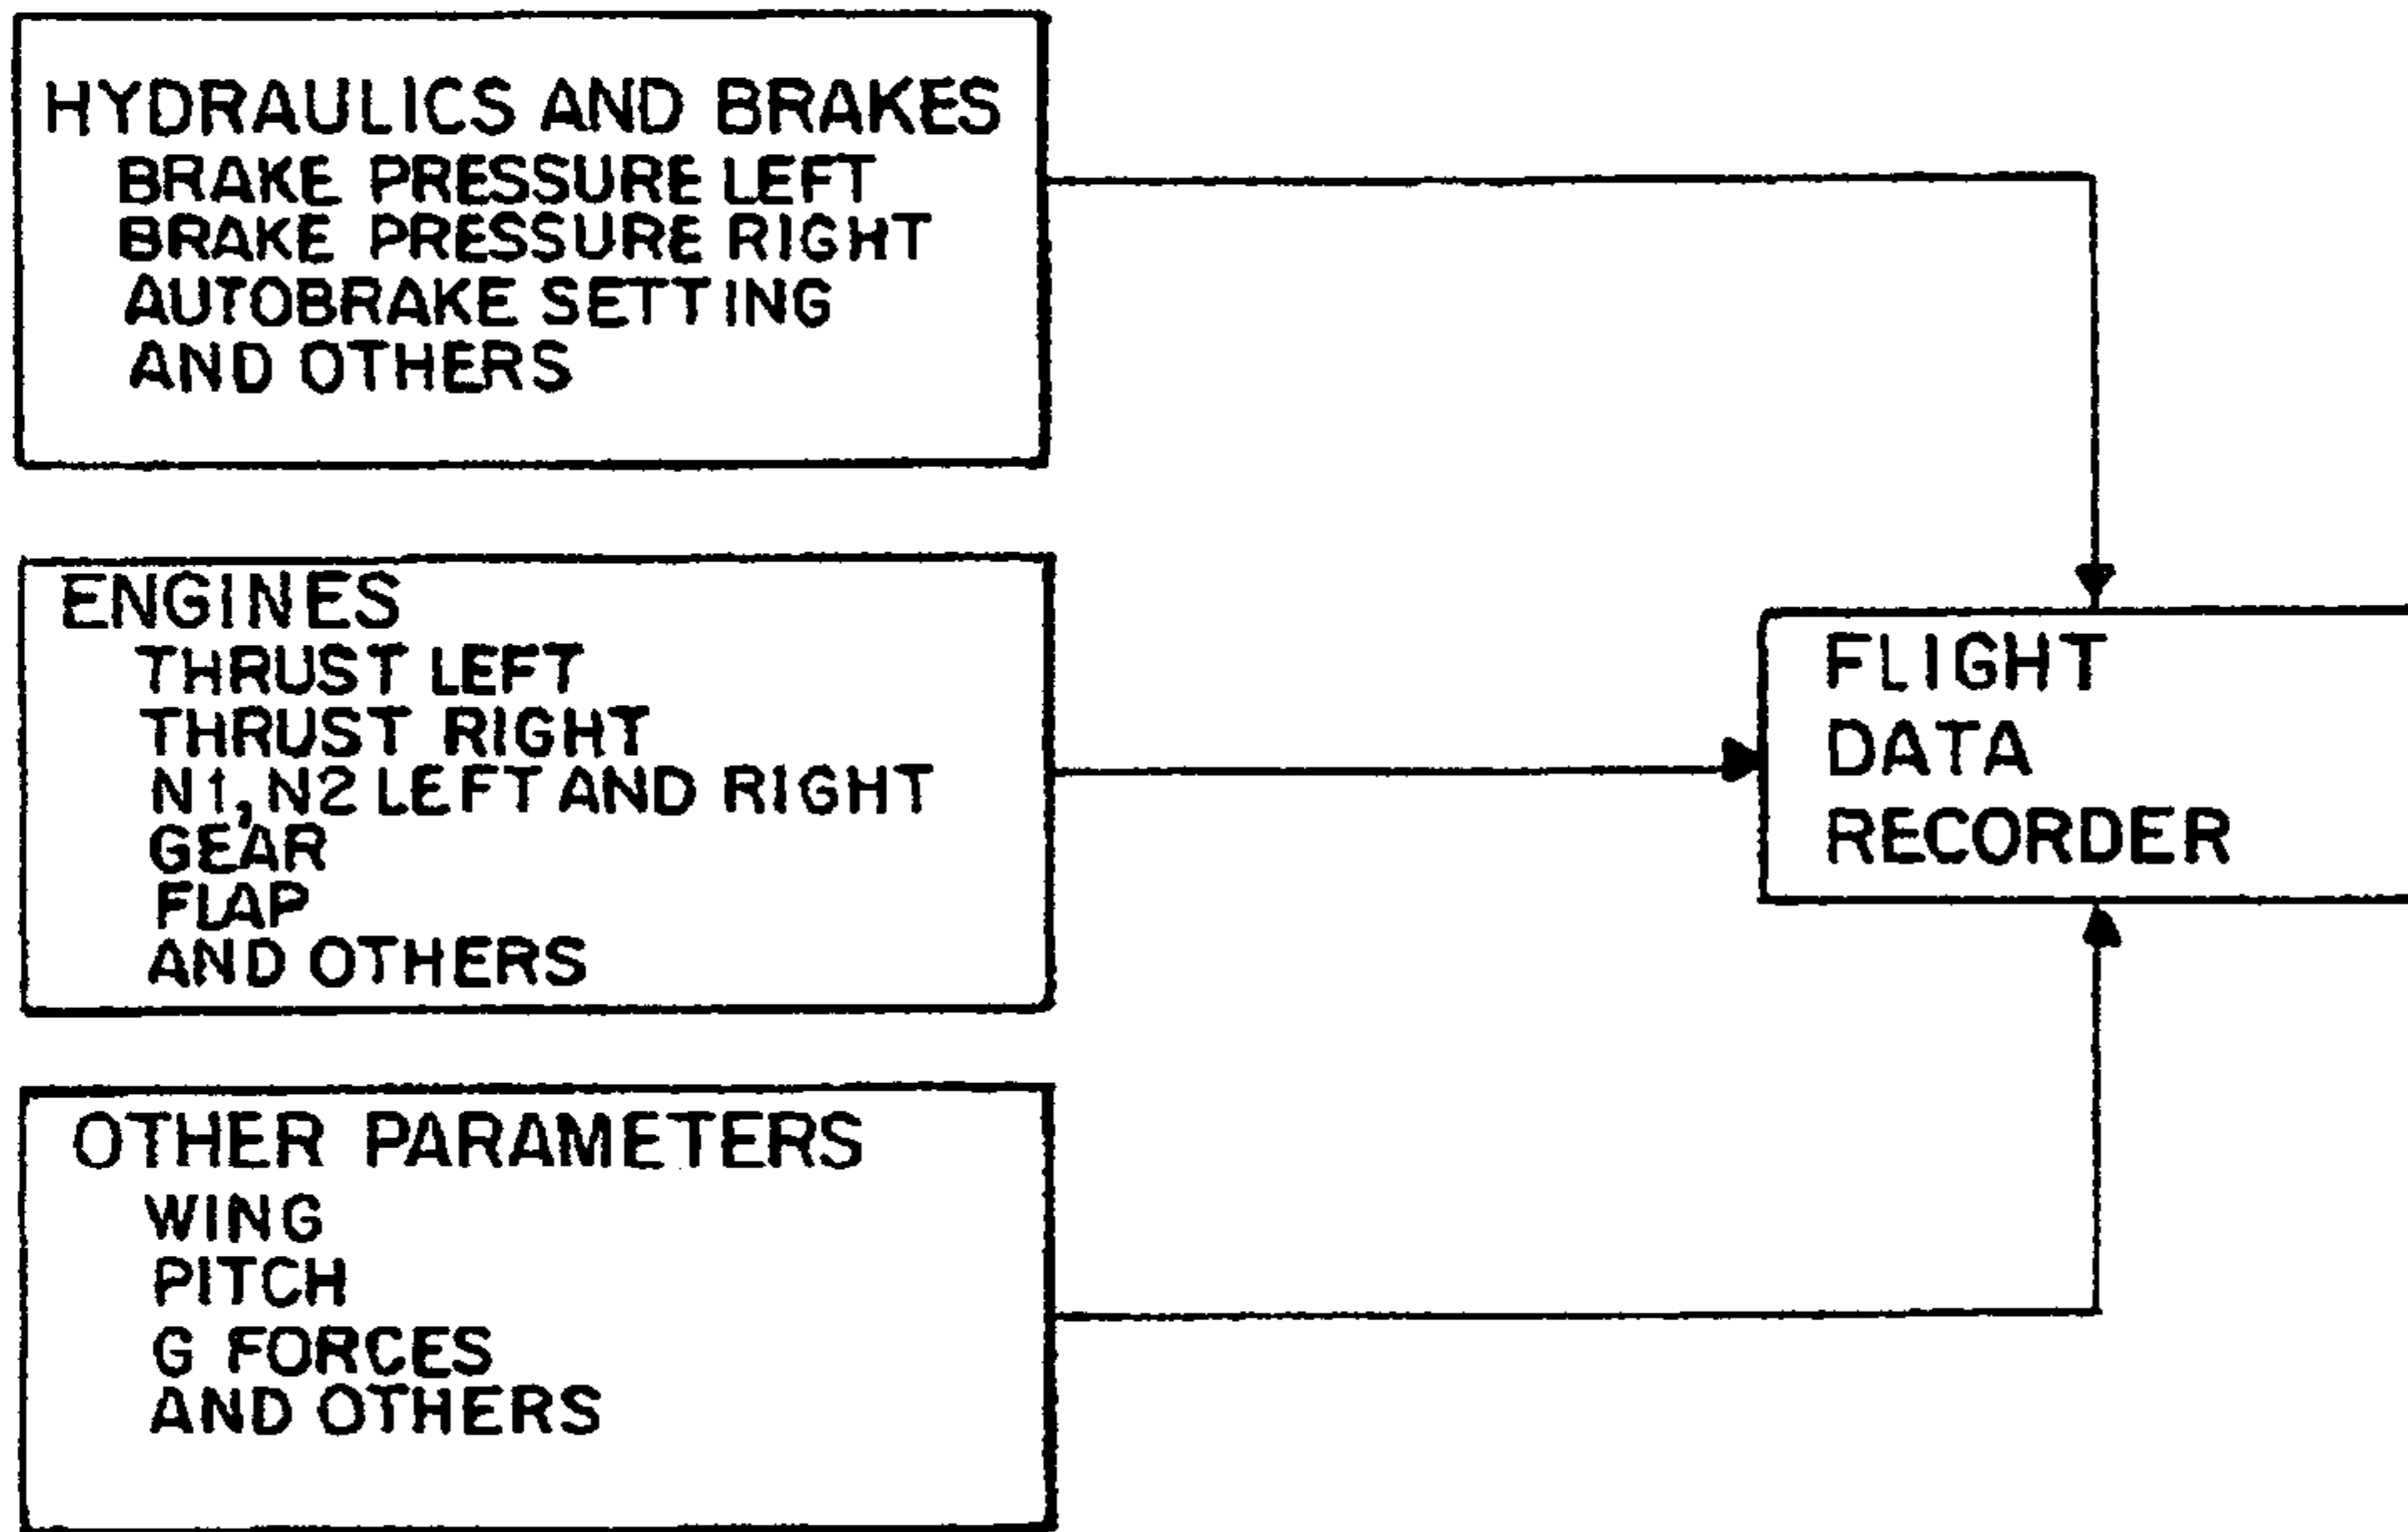 HYDRAULICS AND BRAKES
BRAKE PRESSURE LEFT
BRAKE PRESSURE RIGHT
AUTOBRAKE SETTING
AND OTHERS
ENGINES
THRUST LEFT
THRUST RIGHT
N1, N2 LEFT AND RIGHT
GEAR
FLAP
AND OTHERS
OTHER PARAMETERS
WING
PITCH
G FORCES
AND OTHERS
FLIGHT
DATA
RECORDER